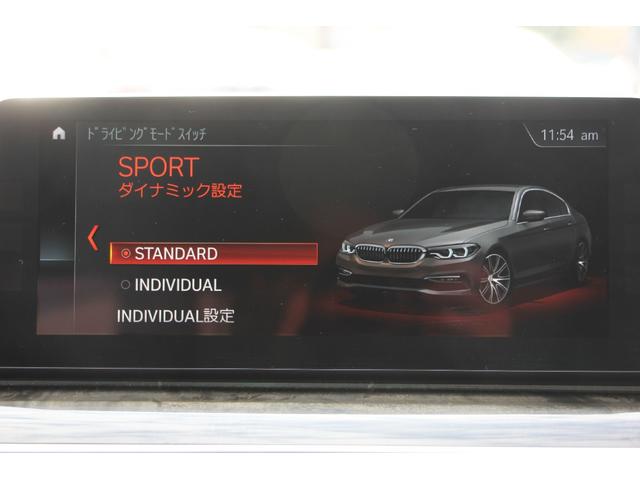 ﾄﾞﾗｲﾋﾞﾝｸﾞﾓｰﾄﾞｽｲｯﾁ
11:54 am
SPORT
ダイナミック設定
STANDARD
INDIVIDUAL
INDIVIDUAL設定